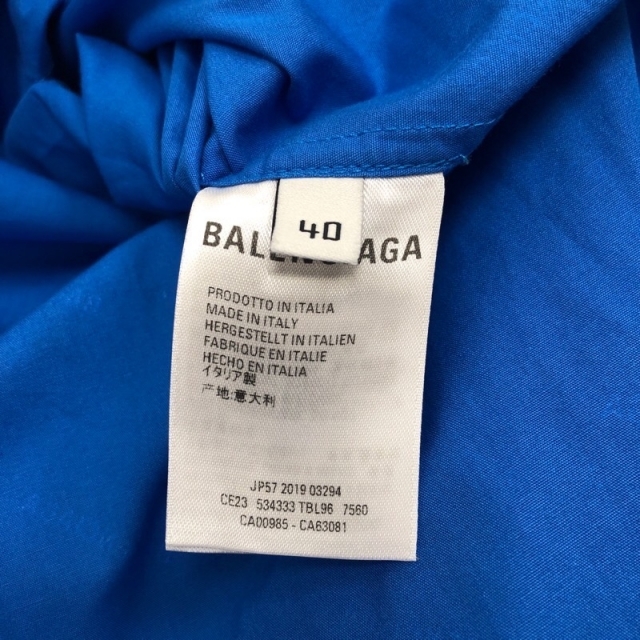 40
BALENCIAGA
PRODOTTO IN ITALIA
MADE IN ITALY
HERGESTELLT IN ITALIEN
FABRIQUE EN ITALIE
HECHO EN ITALIA
イタリア製
产地:意大利
JP57 2019 03294
CE23 534333 TBL96 7560
CAD0985 - CA63081